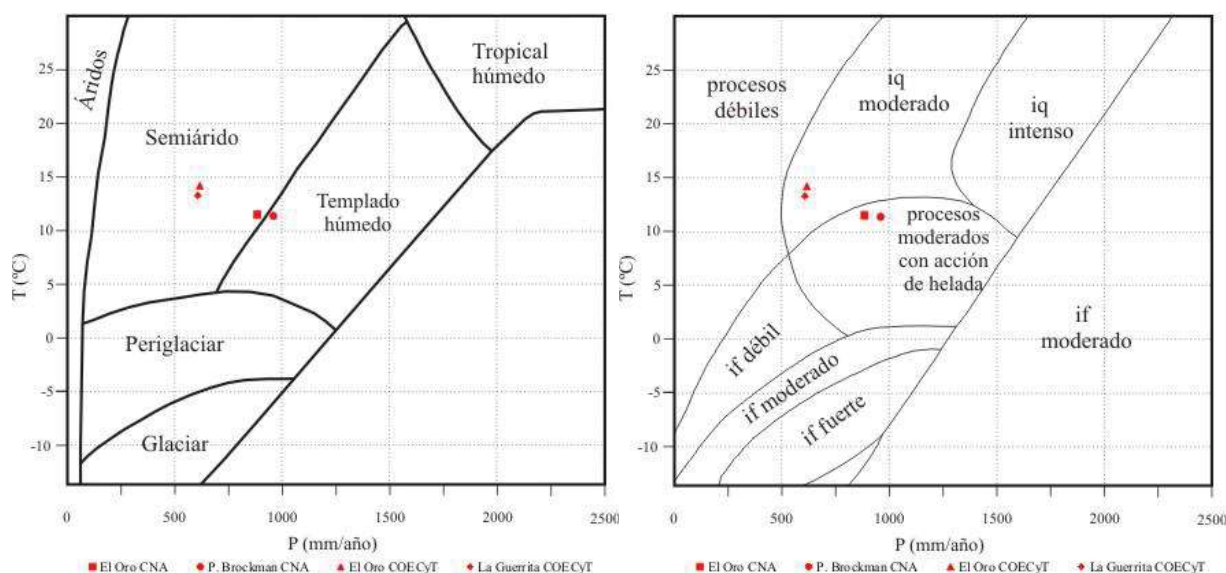 Áridos
Tropical
húmedo
Semiárido
Templado
húmedo
Periglaciar
Glaciar
25
20
15
10
5
0
-5
-10
T (ºC)
0
500
1000
1500
2000
2500
P (mm/año)
El Oro CNA
P. Brockman CNA
El Oro COECyT
La Guerrita COECyT
procesos
débiles
iq
moderado
iq
intenso
procesos
moderados
con acción
de helada
if
moderado
if débil
if moderado
if fuerte
25
20
15
10
5
0
-5
-10
T (ºC)
0
500
1000
1500
2000
2500
P (mm/año)
El Oro CNA
P. Brockman CNA
El Oro COECyT
La Guerrita COECyT